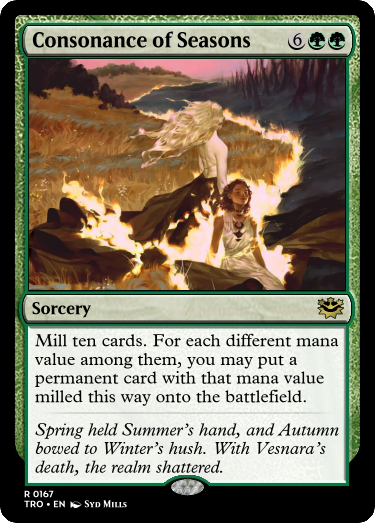 Consonance of Seasons 6
Sorcery
Mill ten cards. For each different mana
value among them, you may put a
permanent card with that mana value
milled this way onto the battlefield.
Spring held Summer's hand, and Autumn
bowed to Winter's hush. With Vesnara's
death, the realm shattered.
R 0167
TRO • EN Syd Mills